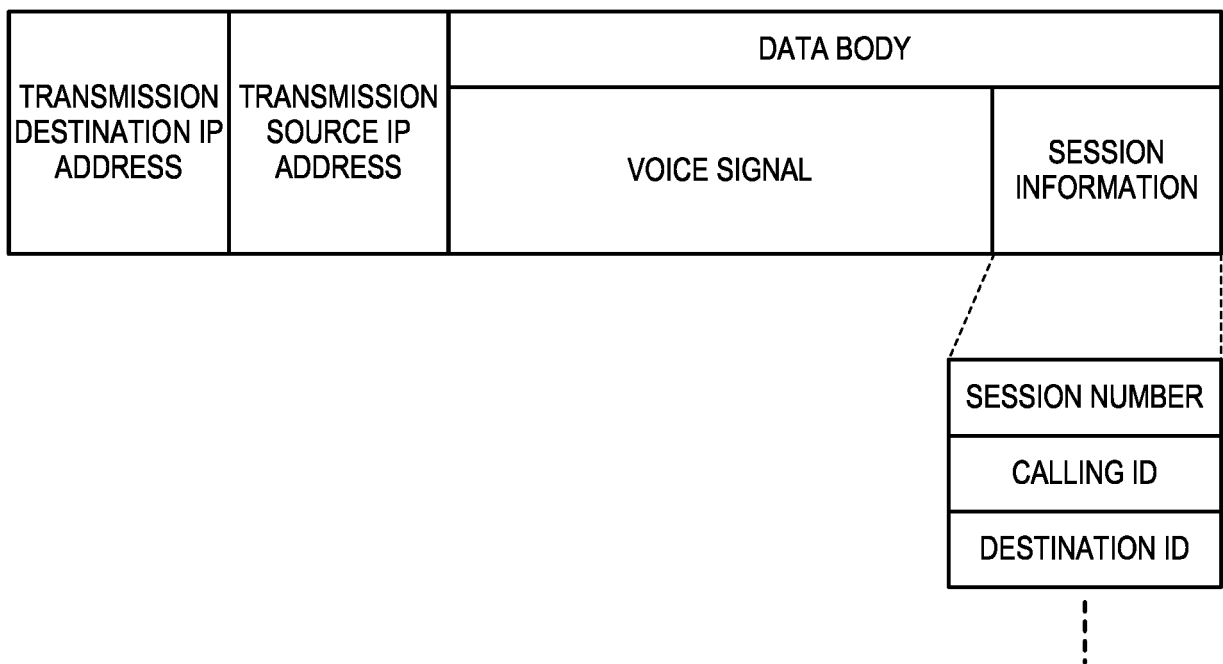 TRANSMISSION
DESTINATION IP
ADDRESS
TRANSMISSION
SOURCE IP
ADDRESS
DATA BODY
VOICE SIGNAL
SESSION
INFORMATION
SESSION NUMBER
CALLING ID
DESTINATION ID